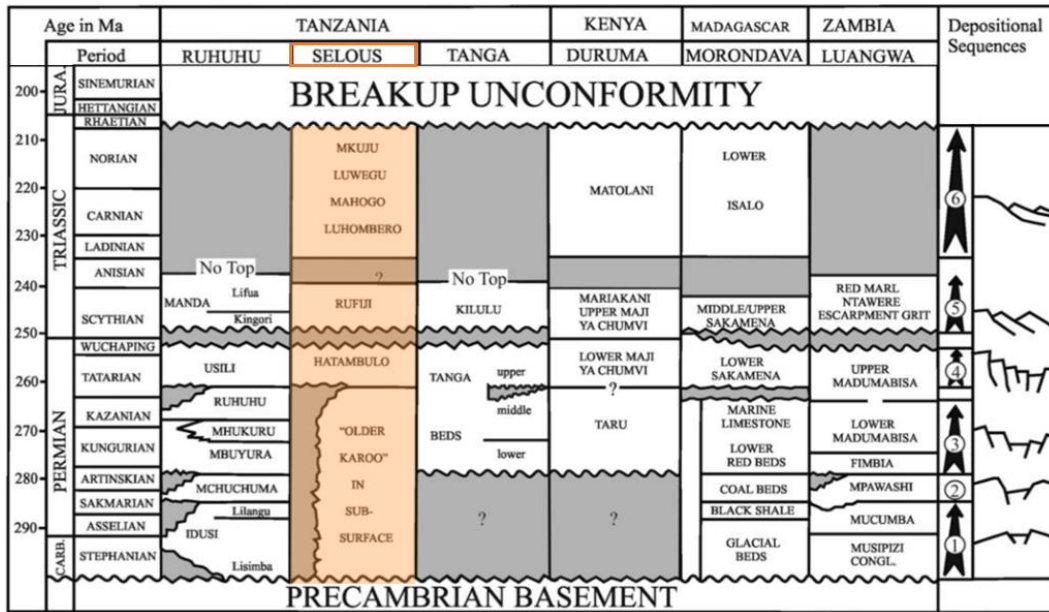 Age in Ma TANZANIA KENYA MADAGASCAR ZAMBIA Depositional
Sequences
Period RUHUHU SELOUS TANGA DURUMA MORONDAVA LUANGWA
BREAKUP UNCONFORMITY
200
210
220
230
240
250
260
270
280
290
JURA.
TRIASSIC
PERMIAN
CARB.
SINEMURIAN
HETTANGIAN
RHAETIAN
NORIAN
CARNIAN
LADINIAN
ANISIAN
SCYTHIAN
WUCHAPING
TATARIAN
KAZANIAN
KUNGURIAN
ARTINSKIAN
SAKMARIAN
ASSELIAN
STEPHANIAN
No Top
MANDA
Lifua
Kingori
USILI
RUHUHU
MHUKURU
MBUYURA
MCHUCHUMA
Lilangu
IDUSI
Lisimba
MKUJU
LUWEGU
MAHOGO
LUHOMBERO
?
RUFIJI
HATAMBULO
"OLDER
KAROO"
IN
SUB-
SURFACE
No Top
KILULU
TANGA
BEDS
upper
middle
lower
?
MATOLANI
MARIAKANI
UPPER MAJI
YA CHUMVI
LOWER MAJI
YA CHUMVI
?
TARU
?
LOWER
ISALO
MIDDLE/UPPER
SAKAMENA
LOWER
SAKAMENA
MARINE
LIMESTONE
LOWER
RED BEDS
COAL BEDS
BLACK SHALE
GLACIAL
BEDS
RED MARL
NTAWERE
ESCARPMENT GRIT
UPPER
MADUMABISA
LOWER
MADUMABISA
FIMBIA
MPAWASHI
MUCUMBA
MUSIPIZI
CONGL.
6
5
4
3
2
1
PRECAMBRIAN BASEMENT